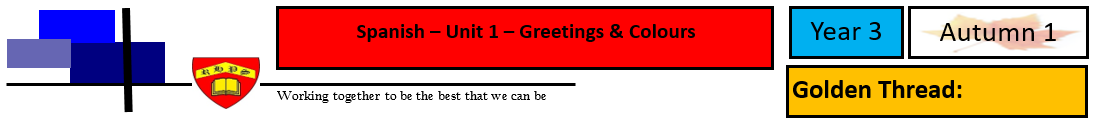 Spanish – Unit 1 – Greetings & Colours
Year 3
Autumn 1
RHPS
Working together to be the best that we can be
Golden Thread: